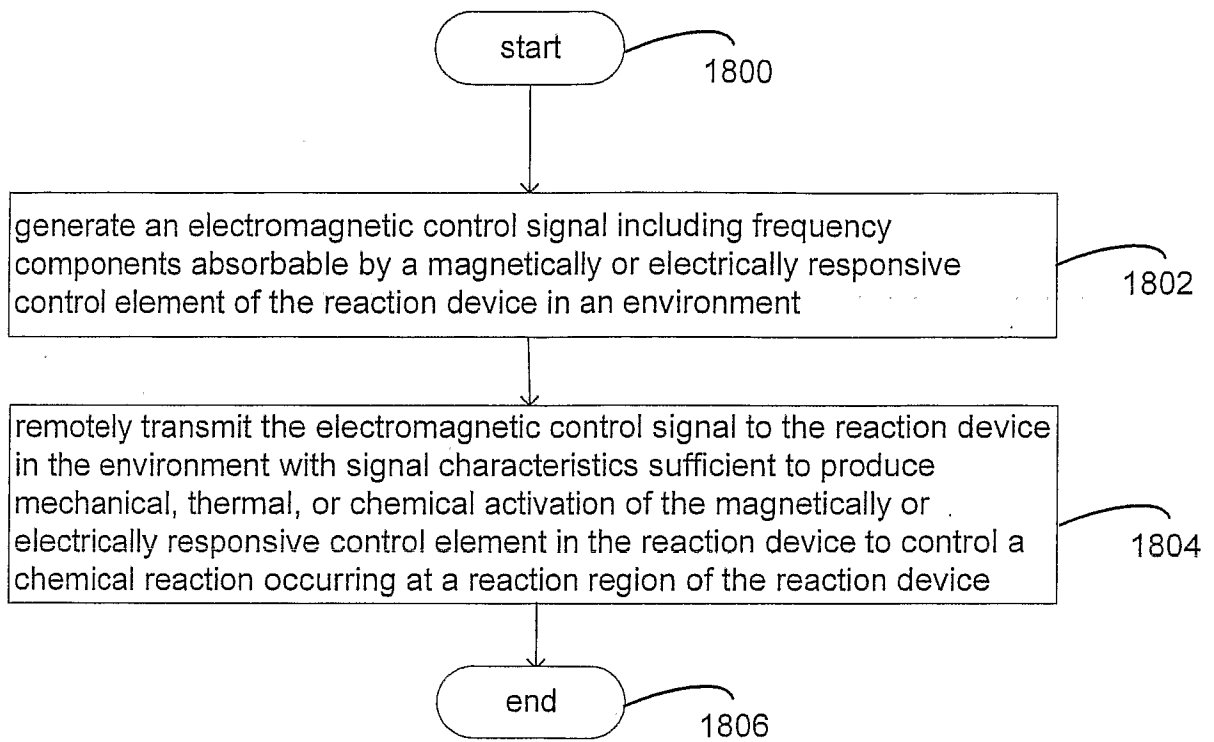 start
1800
generate an electromagnetic control signal including frequency
components absorbable by a magnetically or electrically responsive
control element of the reaction device in an environment
1802
remotely transmit the electromagnetic control signal to the reaction device
in the environment with signal characteristics sufficient to produce
mechanical, thermal, or chemical activation of the magnetically or
electrically responsive control element in the reaction device to control a
chemical reaction occurring at a reaction region of the reaction device
1804
end
1806